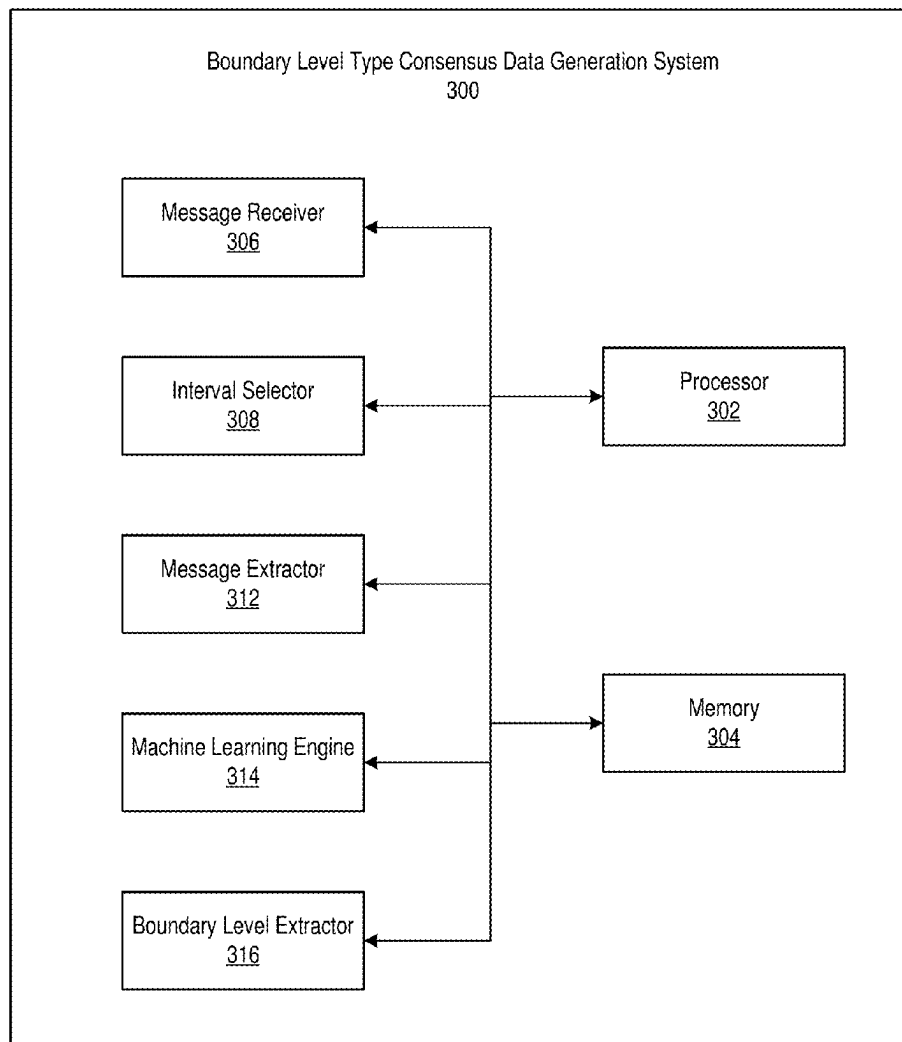 Boundary Level Type Consensus Data Generation System
300
Message Receiver
306
Interval Selector
308
Message Extractor
312
Machine Learning Engine
314
Boundary Level Extractor
316
Processor
302
Memory
304